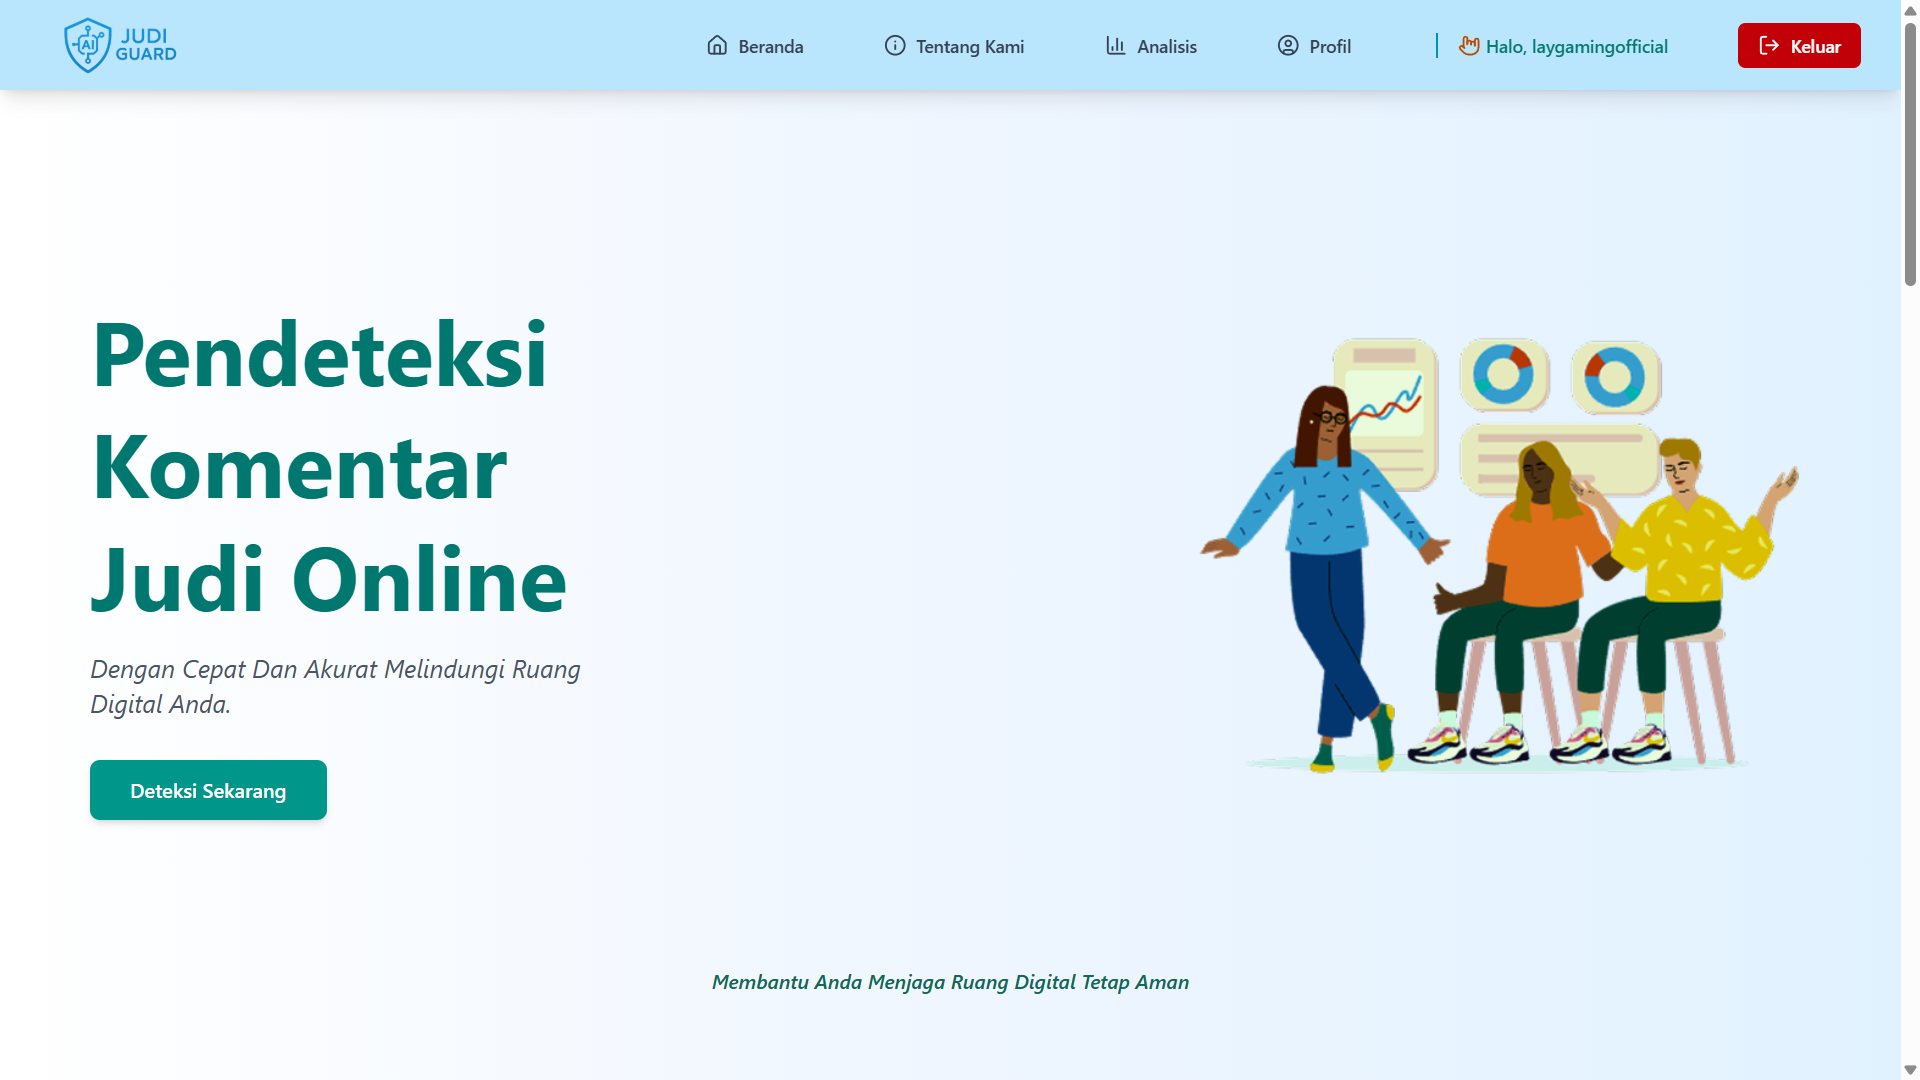 AI JUDI
GUARD
Beranda
Tentang Kami
Analisis
Profil
Halo, laygamingofficial
Keluar
Pendeteksi
Komentar
Judi Online
Dengan Cepat Dan Akurat Melindungi Ruang
Digital Anda.
Deteksi Sekarang
Membantu Anda Menjaga Ruang Digital Tetap Aman